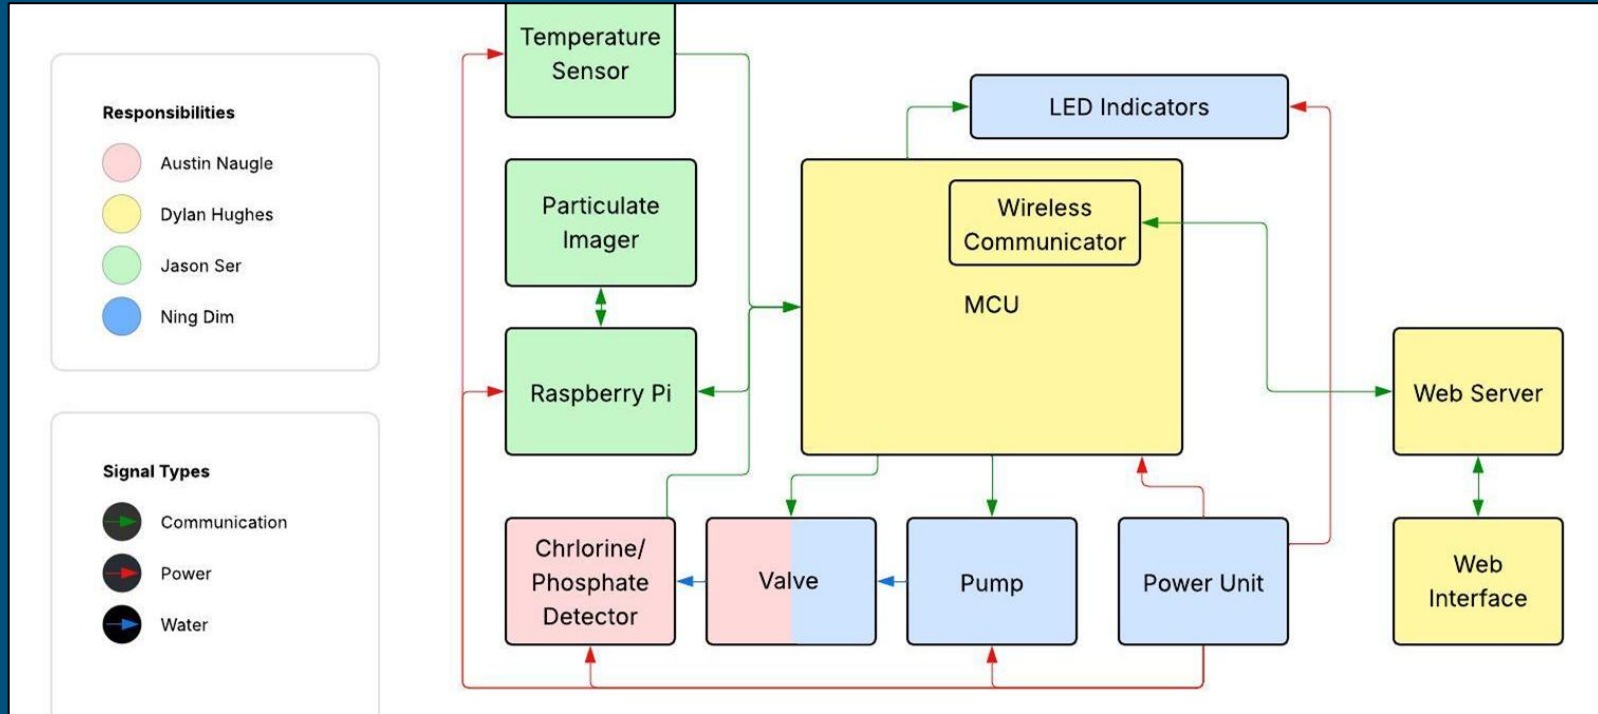 Responsibilities
Austin Naugle
Dylan Hughes
Jason Ser
Ning Dim
Signal Types
Communication
Power
Water
Temperature
Sensor
Particulate
Imager
Raspberry Pi
Chrlorine/
Phosphate
Detector
Valve
LED Indicators
Wireless
Communicator
MCU
Pump
Power Unit
Web Server
Web
Interface